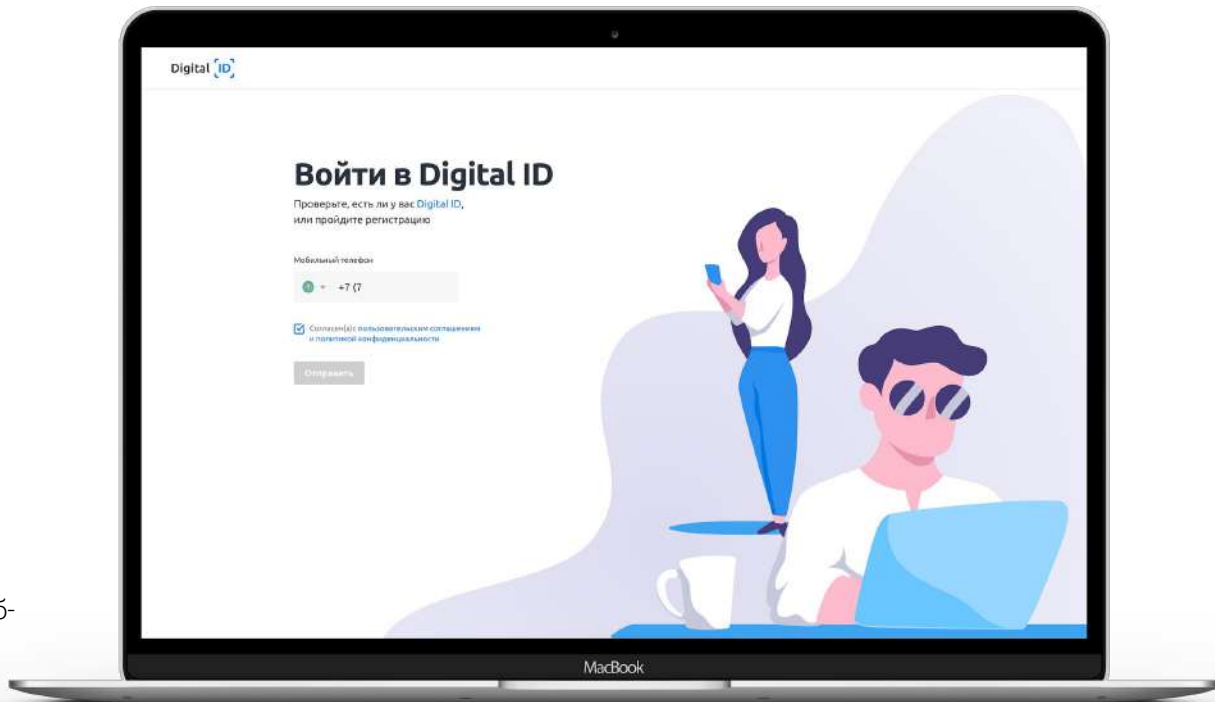 Digital [ID]
Войти в Digital ID
Проверьте, есть ли у вас Digital ID,
или пройдите регистрацию
Мобильный телефон
+7 (7
Согласен(а) с пользовательским соглашением
и политикой конфиденциальности
Отправить
MacBook